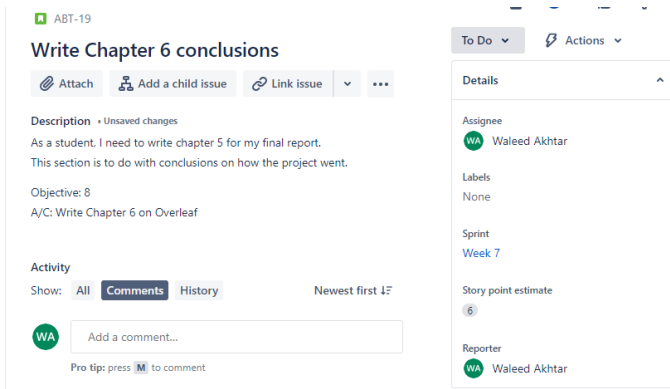 ABT-19
Write Chapter 6 conclusions
Attach
Add a child issue
Link issue
Description • Unsaved changes
As a student, I need to write chapter 5 for my final report.
This section is to do with conclusions on how the project went.
Objective: 8
A/C: Write Chapter 6 on Overleaf
Activity
Show: All Comments History Newest first
WA Add a comment...
Pro tip: press M to comment
To Do
Actions
Details
Assignee
WA Waleed Akhtar
Labels
None
Sprint
Week 7
Story point estimate
6
Reporter
WA Waleed Akhtar